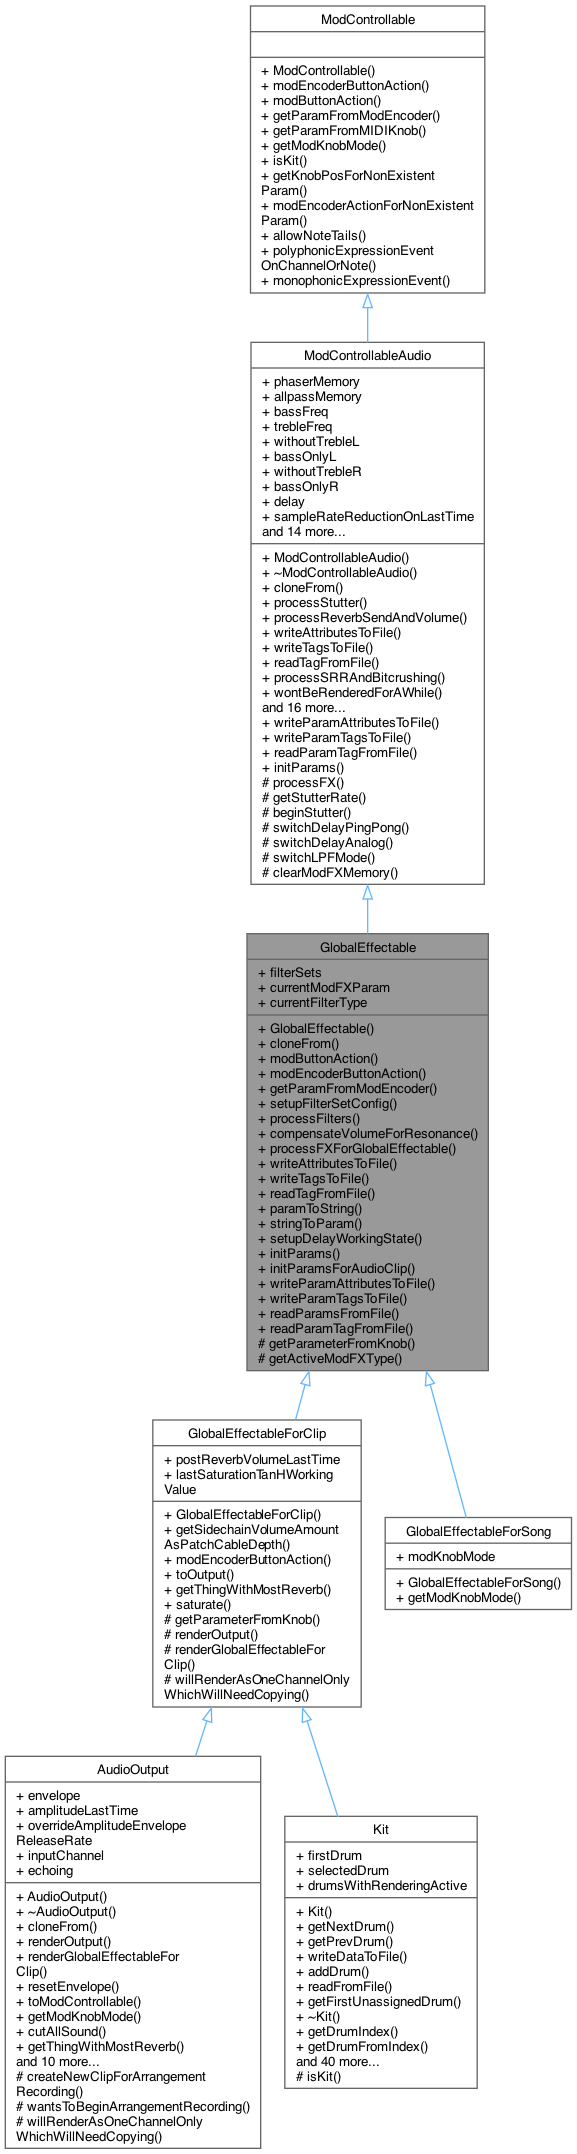 ModControllable
+ ModControllable()
+ modEncoderButtonAction()
+ modButtonAction()
+ getParamFromModEncoder()
+ getParamFromMIDIKnob()
+ getModKnobMode()
+ isKit()
+ getKnobPosForNonExistent
Param()
+ modEncoderActionForNonExistent
Param()
+ allowNoteTails()
+ polyphonicExpressionEvent
OnChannelOrNote()
+ monophonicExpressionEvent()
ModControllableAudio
+ phaserMemory
+ allpassMemory
+ bassFreq
+ trebleFreq
+ withoutTrebleL
+ bassOnlyL
+ withoutTrebleR
+ bassOnlyR
+ delay
+ sampleRateReductionOnLastTime
and 14 more...
+ ModControllableAudio()
+ ~ModControllableAudio()
+ cloneFrom()
+ processStutter()
+ processReverbSendAndVolume()
+ writeAttributesToFile()
+ writeTagsToFile()
+ readTagFromFile()
+ processSRRAndBitcrushing()
+ wontBeRenderedForAWhile()
and 16 more...
+ writeParamAttributesToFile()
+ writeParamTagsToFile()
+ readParamTagFromFile()
+ initParams()
# processFX()
# getStutterRate()
# beginStutter()
# switchDelayPingPong()
# switchDelayAnalog()
# switchLPFMode()
# clearModFXMemory()
GlobalEffectable
+ filterSets
+ currentModFXParam
+ currentFilterType
+ GlobalEffectable()
+ cloneFrom()
+ modButtonAction()
+ modEncoderButtonAction()
+ getParamFromModEncoder()
+ setupFilterSetConfig()
+ processFilters()
+ compensateVolumeForResonance()
+ processFXForGlobalEffectable()
+ writeAttributesToFile()
+ writeTagsToFile()
+ readTagFromFile()
+ paramToString()
+ stringToParam()
+ setupDelayWorkingState()
+ initParams()
+ initParamsForAudioClip()
+ writeParamAttributesToFile()
+ writeParamTagsToFile()
+ readParamsFromFile()
+ readParamTagFromFile()
# getParameterFromKnob()
# getActiveModFXType()
GlobalEffectableForClip
+ postReverbVolumeLastTime
+ lastSaturationTanHWorking
Value
+ GlobalEffectableForClip()
+ getSidechainVolumeAmount
AsPatchCableDepth()
+ modEncoderButtonAction()
+ toOutput()
+ getThingWithMostReverb()
+ saturate()
# getParameterFromKnob()
# renderOutput()
# renderGlobalEffectableFor
Clip()
# willRenderAsOneChannelOnly
WhichWillNeedCopying()
GlobalEffectableForSong
+ modKnobMode
+ GlobalEffectableForSong()
+ getModKnobMode()
AudioOutput
+ envelope
+ amplitudeLastTime
+ overrideAmplitudeEnvelope
ReleaseRate
+ inputChannel
+ echoing
+ AudioOutput()
+ ~AudioOutput()
+ cloneFrom()
+ renderOutput()
+ renderGlobalEffectableFor
Clip()
+ resetEnvelope()
+ toModControllable()
+ getModKnobMode()
+ cutAllSound()
+ getThingWithMostReverb()
and 10 more...
# createNewClipForArrangement
Recording()
# wantsToBeginArrangementRecording()
# willRenderAsOneChannelOnly
WhichWillNeedCopying()
Kit
+ firstDrum
+ selectedDrum
+ drumsWithRenderingActive
+ Kit()
+ getNextDrum()
+ getPrevDrum()
+ writeDataToFile()
+ addDrum()
+ readFromFile()
+ getFirstUnassignedDrum()
+ ~Kit()
+ getDrumIndex()
+ getDrumFromIndex()
and 40 more...
# isKit()